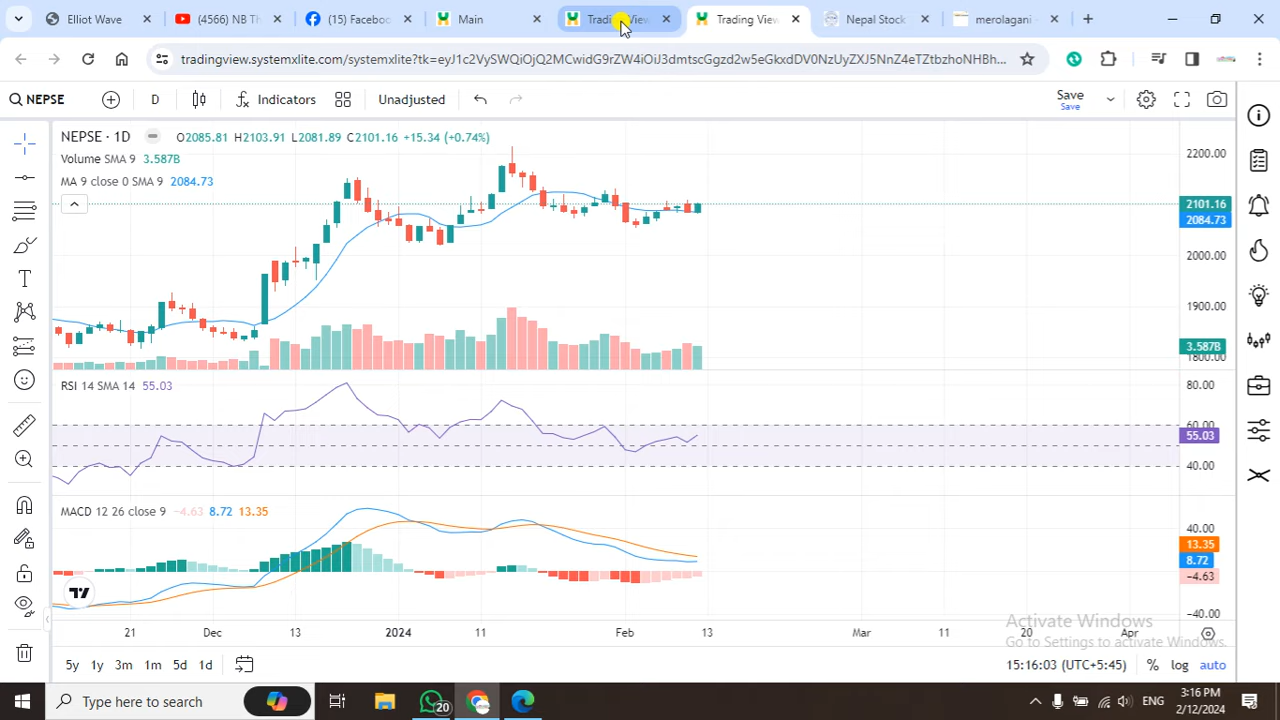 Elliot Wave
(4566) NB Th
(15) Faceboo
Main
Trading View
Trading View
Nepal Stock
merolagani -
tradingview.systemxlite.com/systemxlite?tk=eyJ1c2VySWQiOjQ2MCwidG9rZW4iOiJ3dmtscGgzd2w5eGkxdDV0NzUyZXJ5NnZ4eTZtbzhoNHBh...
NEPSE
D
Indicators
Unadjusted
Save
Save
NEPSE · 1D
O2085.81 H2103.91 L2081.89 C2101.16 +15.34 (+0.74%)
Volume SMA 9 3.587B
MA 9 close 0 SMA 9 2084.73
2200.00
2101.16
2084.73
2000.00
1900.00
3.587B
1800.00
RSI 14 SMA 14 55.03
80.00
60.00
55.03
40.00
MACD 12 26 close 9 −4.63 8.72 13.35
40.00
13.35
8.72
−4.63
−40.00
21
Dec
13
2024
11
Feb
13
Mar
11
20
Apr
Activate Windows
Go to Settings to activate Windows.
5y 1y 3m 1m 5d 1d
15:16:03 (UTC+5:45)
% log auto
Type here to search
20
ENG
3:16 PM
2/12/2024